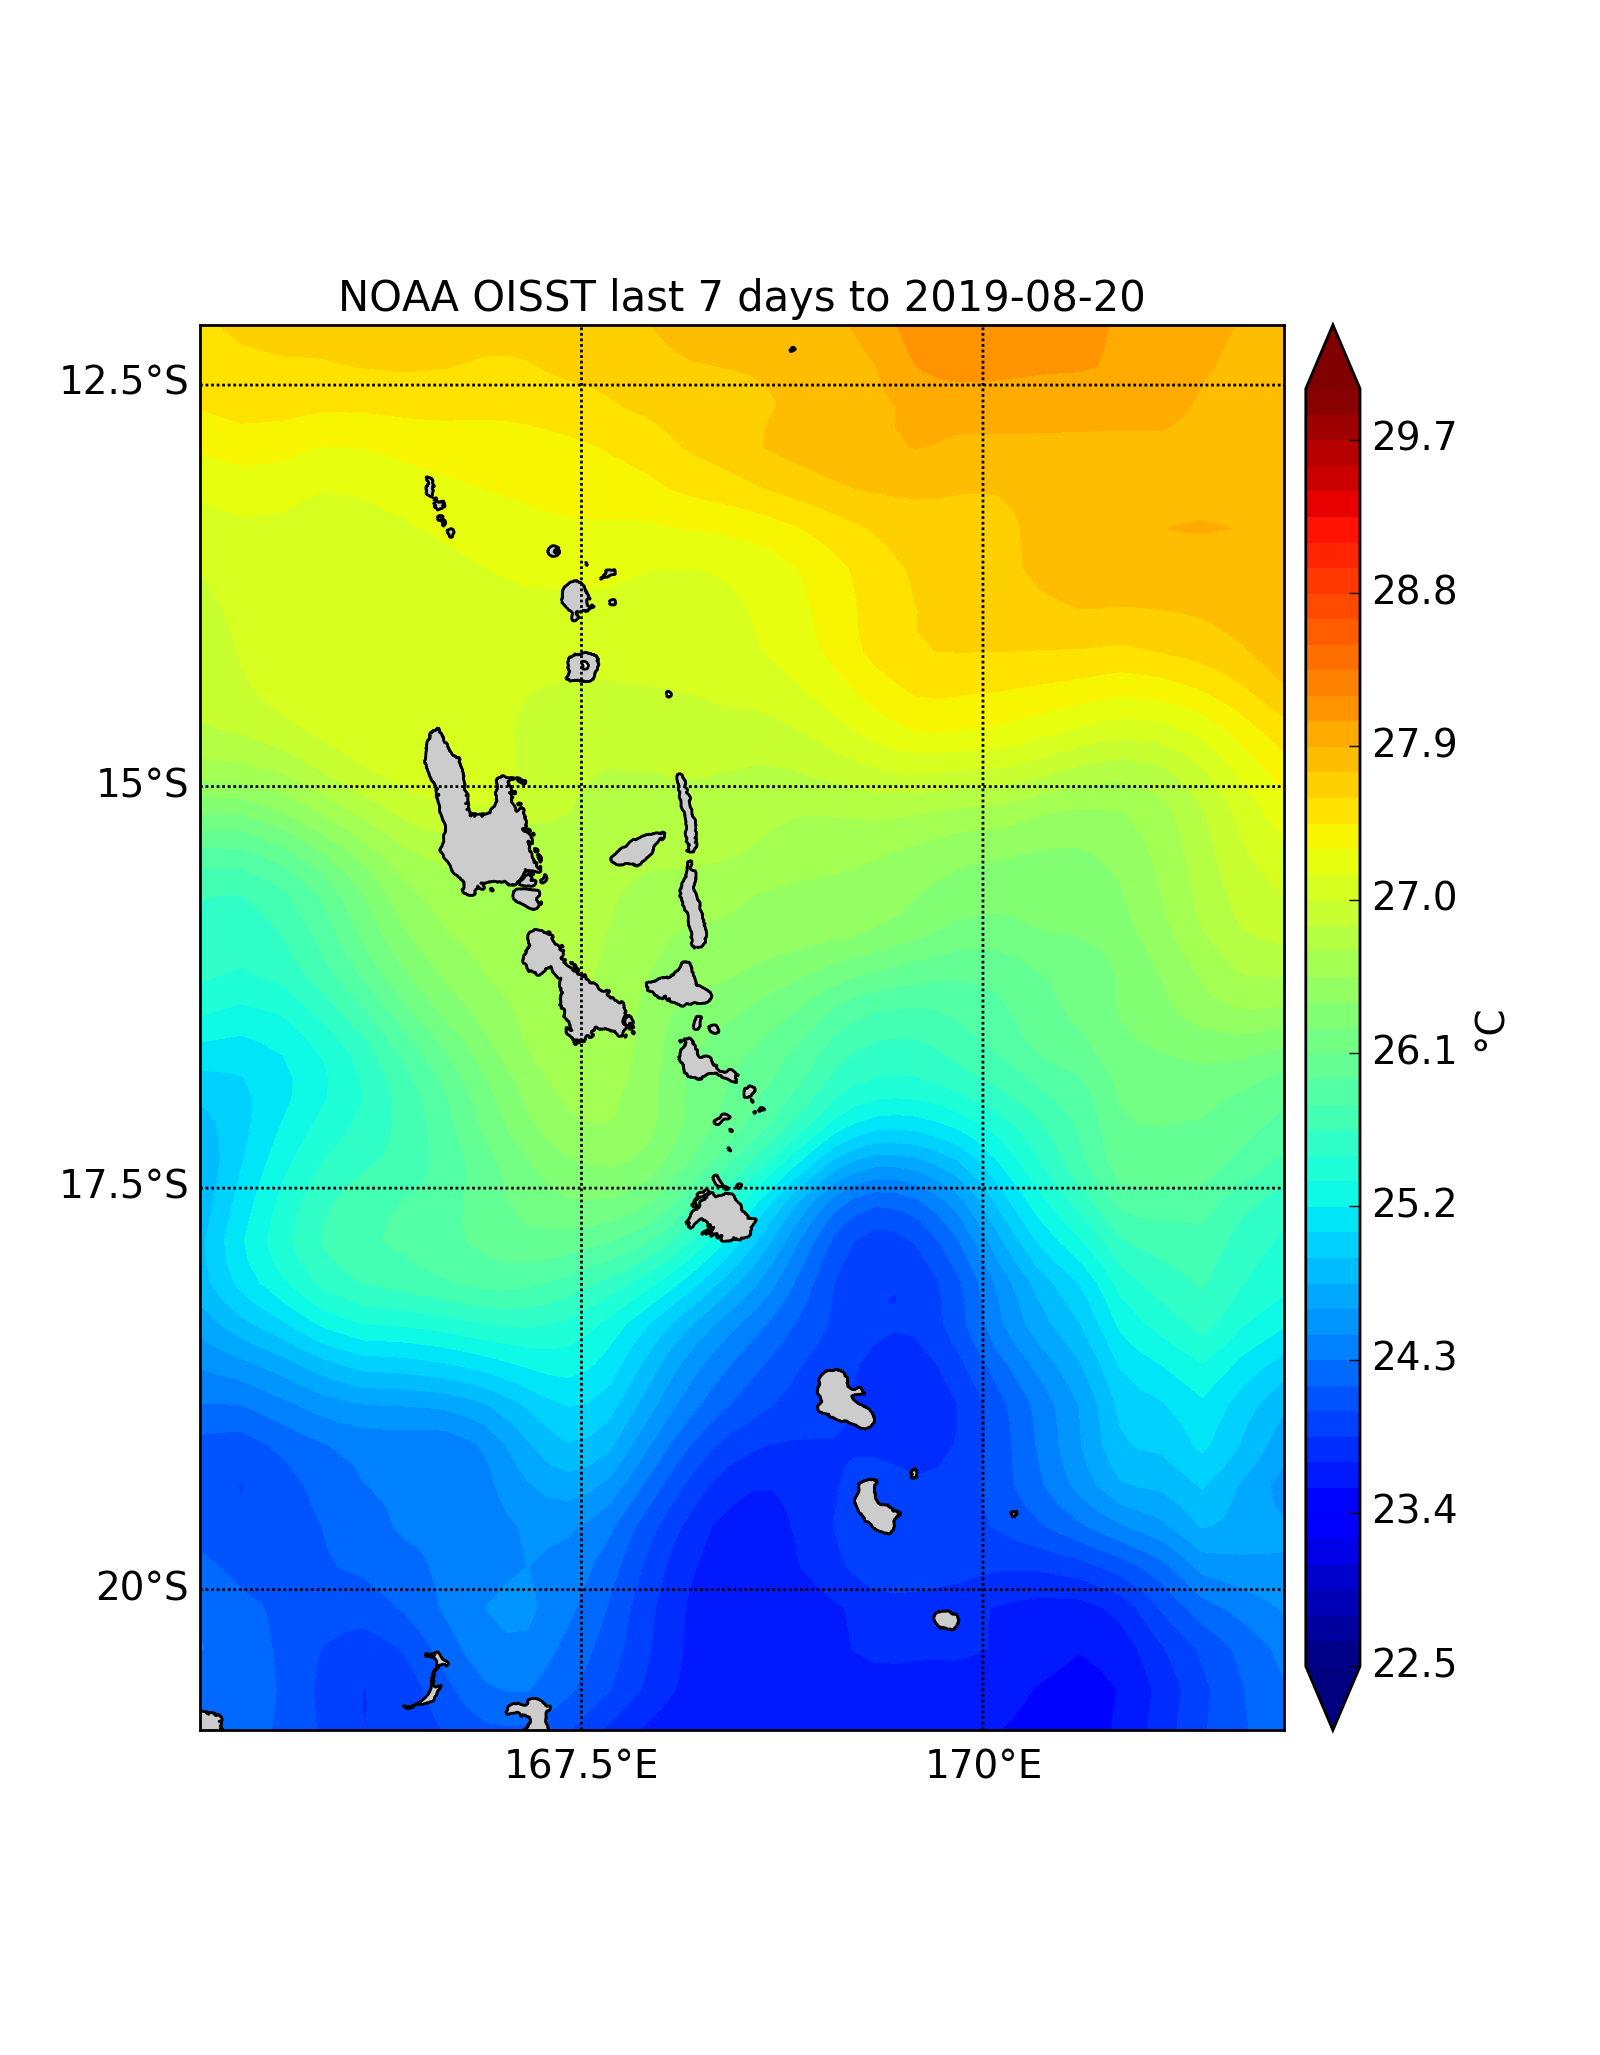 NOAA OISST last 7 days to 2019-08-20
12.5°S
15°S
17.5°S
20°S
167.5°E
170°E
29.7
28.8
27.9
27.0
26.1
25.2
24.3
23.4
22.5
°C